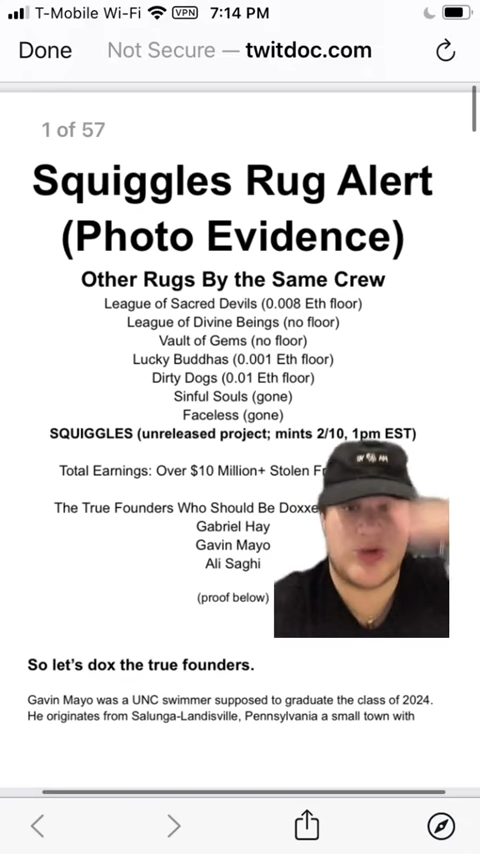 T-Mobile Wi-Fi VPN 7:14 PM
Done Not Secure — twitdoc.com
1 of 57
Squiggles Rug Alert
(Photo Evidence)
Other Rugs By the Same Crew
League of Sacred Devils (0.008 Eth floor)
League of Divine Beings (no floor)
Vault of Gems (no floor)
Lucky Buddhas (0.001 Eth floor)
Dirty Dogs (0.01 Eth floor)
Sinful Souls (gone)
Faceless (gone)
SQUIGGLES (unreleased project; mints 2/10, 1pm EST)
Total Earnings: Over $10 Million+ Stolen
The True Founders Who Should Be
Gabriel Hay
Gavin Mayo
Ali Saghi
(proof below)
So let's dox the true founders.
Gavin Mayo was a UNC swimmer supposed to graduate the class of 2024.
He originates from Salunga-Landisville, Pennsylvania a small town with